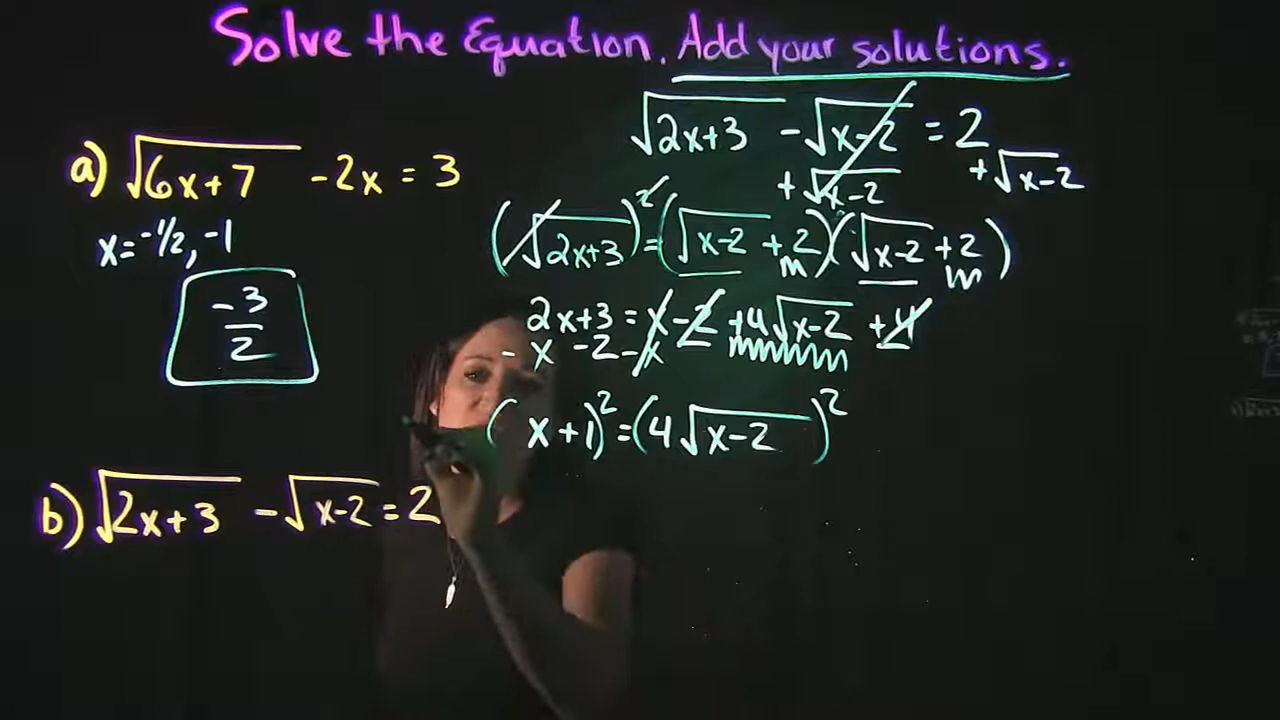 Solve the Equation. Add your solutions.
a) √(6x+7) - 2x = 3
x = -1/2, -1
-3/2
b) √(2x+3) - √(x-2) = 2
√(2x+3) - √(x-2) = 2
+ √(x-2) + √(x-2)
(√(2x+3))² = (√(x-2) + 2)(√(x-2) + 2)
2x+3 = x - 2 + 4√(x-2) + 4
- x - 2 - x
(x+1)² = (4√(x-2))²